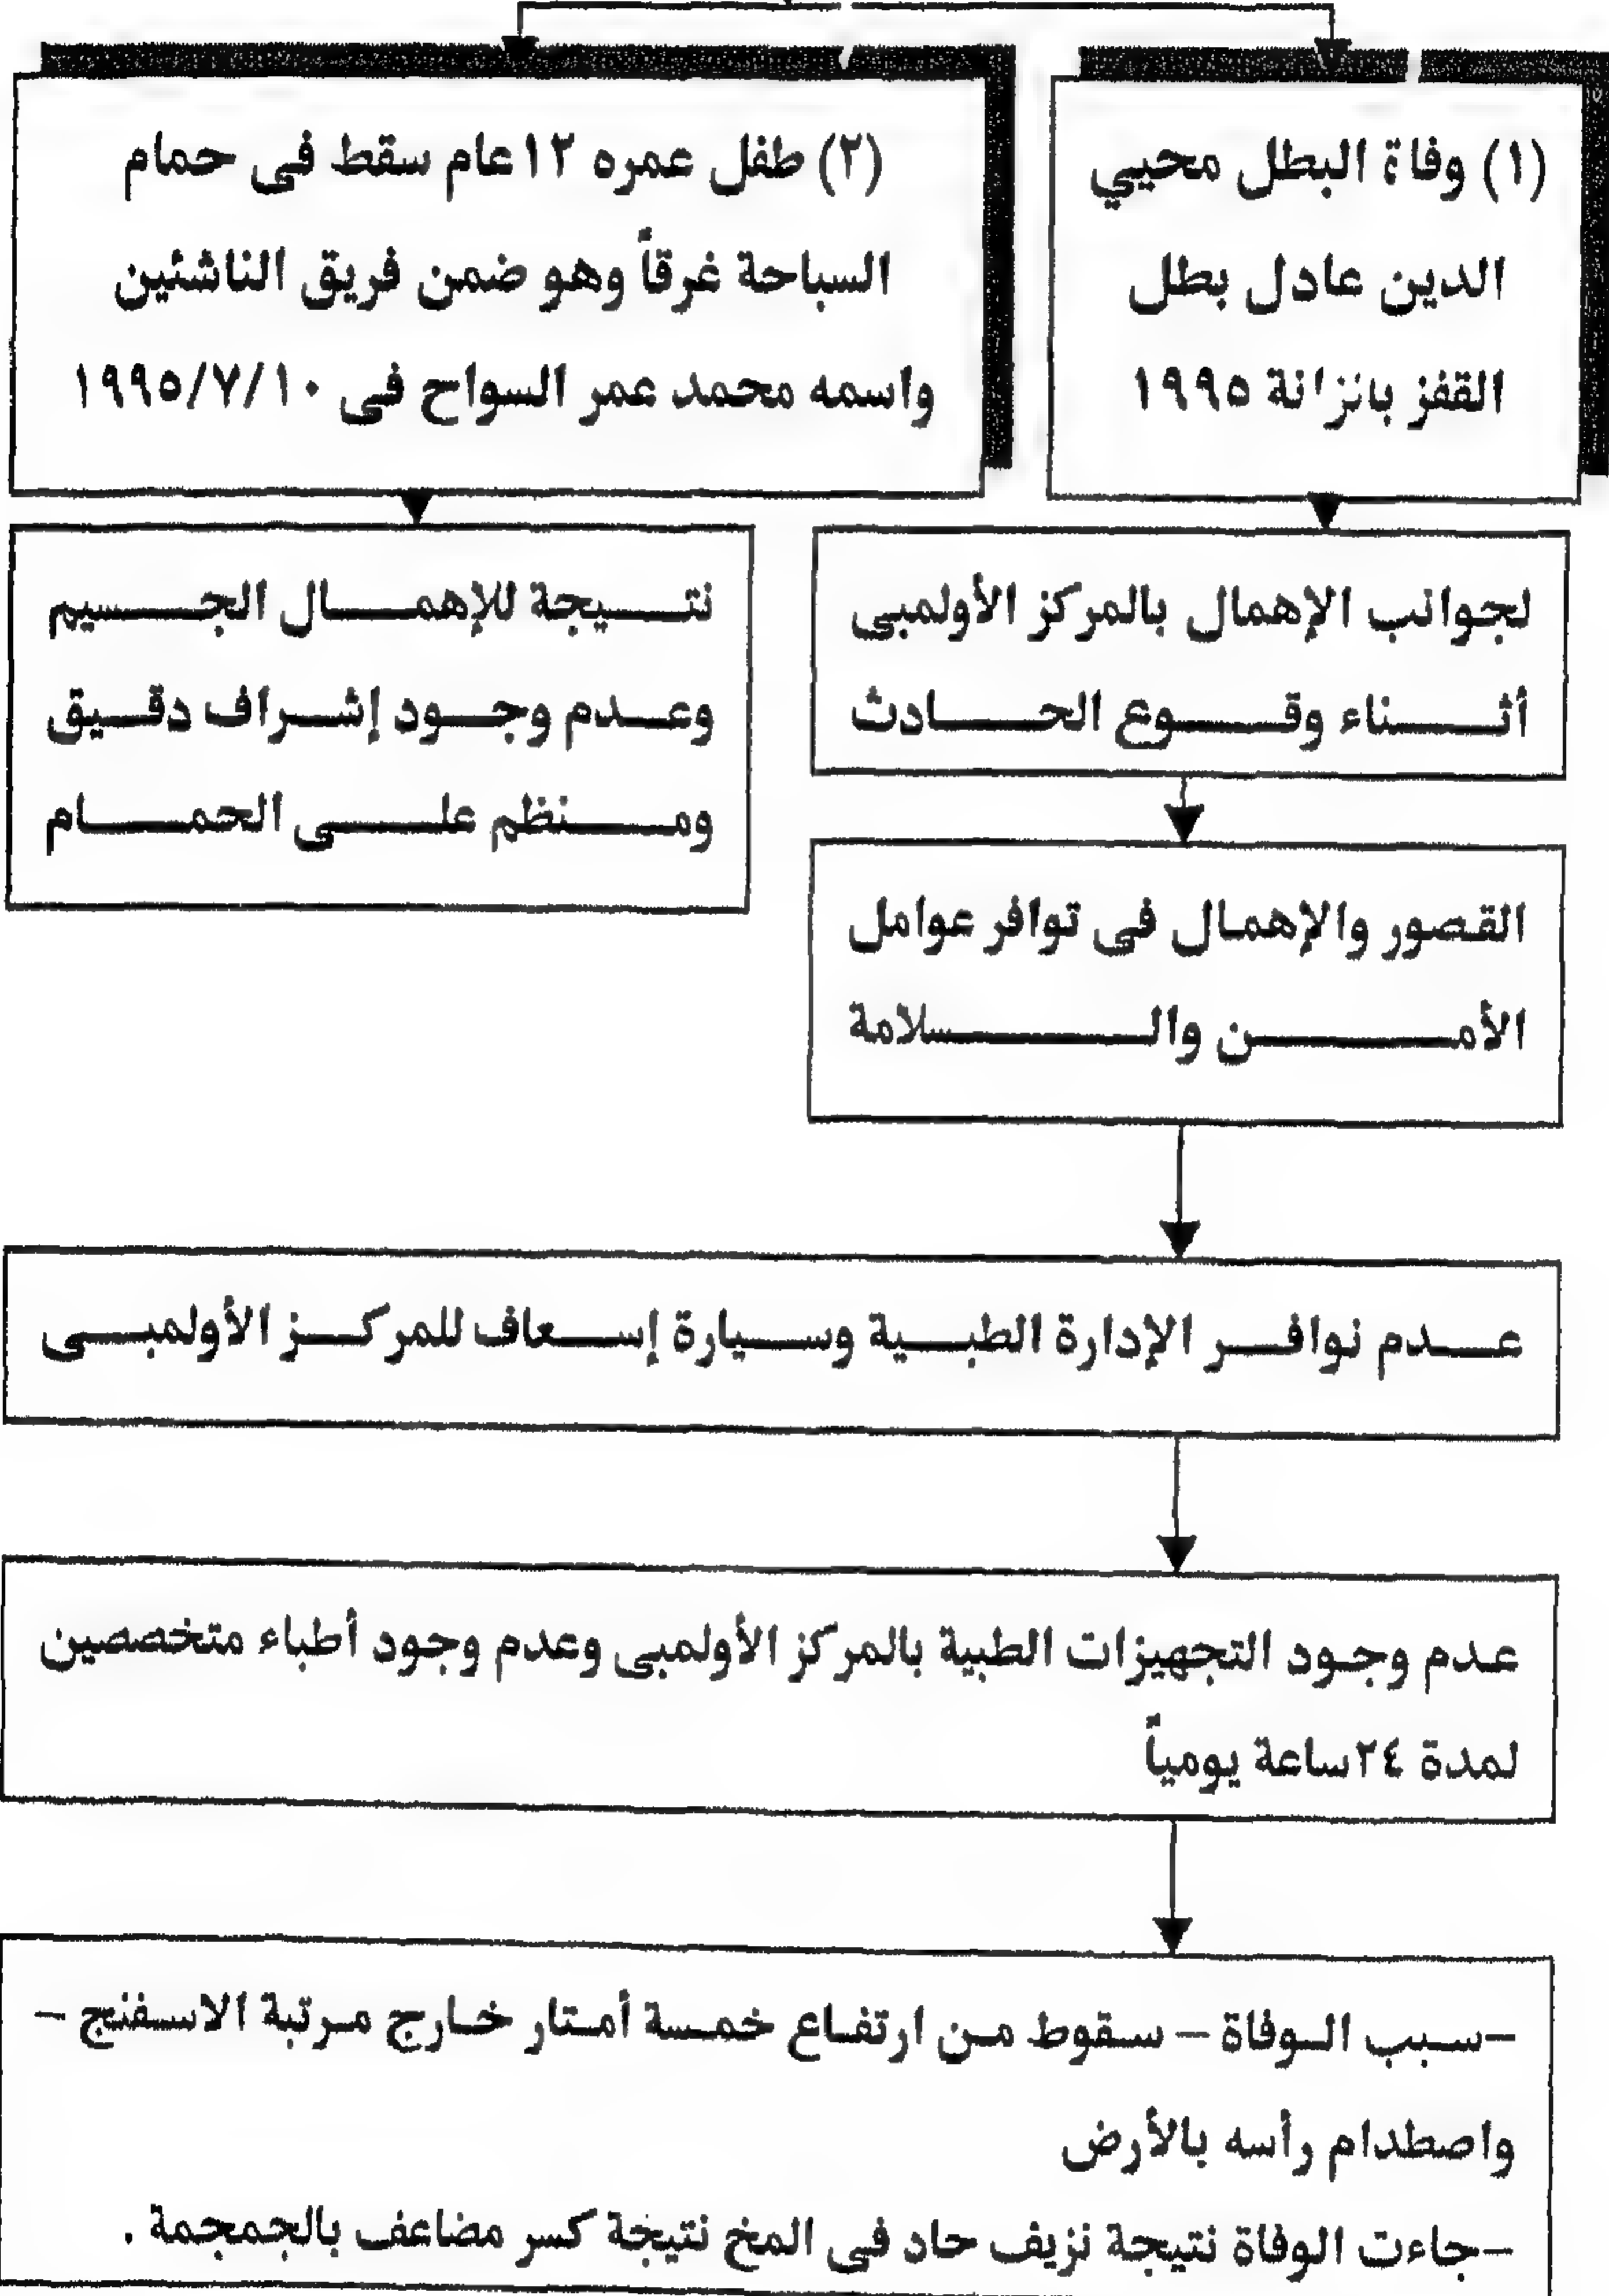 (١) وفاة البطل محيي
الدين عادل بطل
القفز بانزانة ١٩٩٥
(٢) طفل عمره ١٢عام سقط فى حمام
السباحة غرقاً وهو ضمن فريق الناشئين
واسمه محمد عمر السواح فى ١٩٩٥/٧/١٠
لجوانب الإهمال بالمركز الأولمبى
أثناء وقوع الحادث
القصور والإهمال فى توافر عوامل
الأمن والسلامة
نتيجة للإهمال الجسيم
وعدم وجود إشراف دقيق
ومنظم على الحمام
عدم نوافر الإدارة الطبية وسيارة إسعاف للمركز الأولمبى
عدم وجود التجهيزات الطبية بالمركز الأولمبى وعدم وجود أطباء متخصصين
لمدة ٢٤ساعة يومياً
–سبب الوفاة – سقوط من ارتفاع خمسة أمتار خارج مرتبة الاسفنج –
واصطدام رأسه بالأرض
–جاءت الوفاة نتيجة نزيف حاد فى المخ نتيجة كسر مضاعف بالجمجمة .